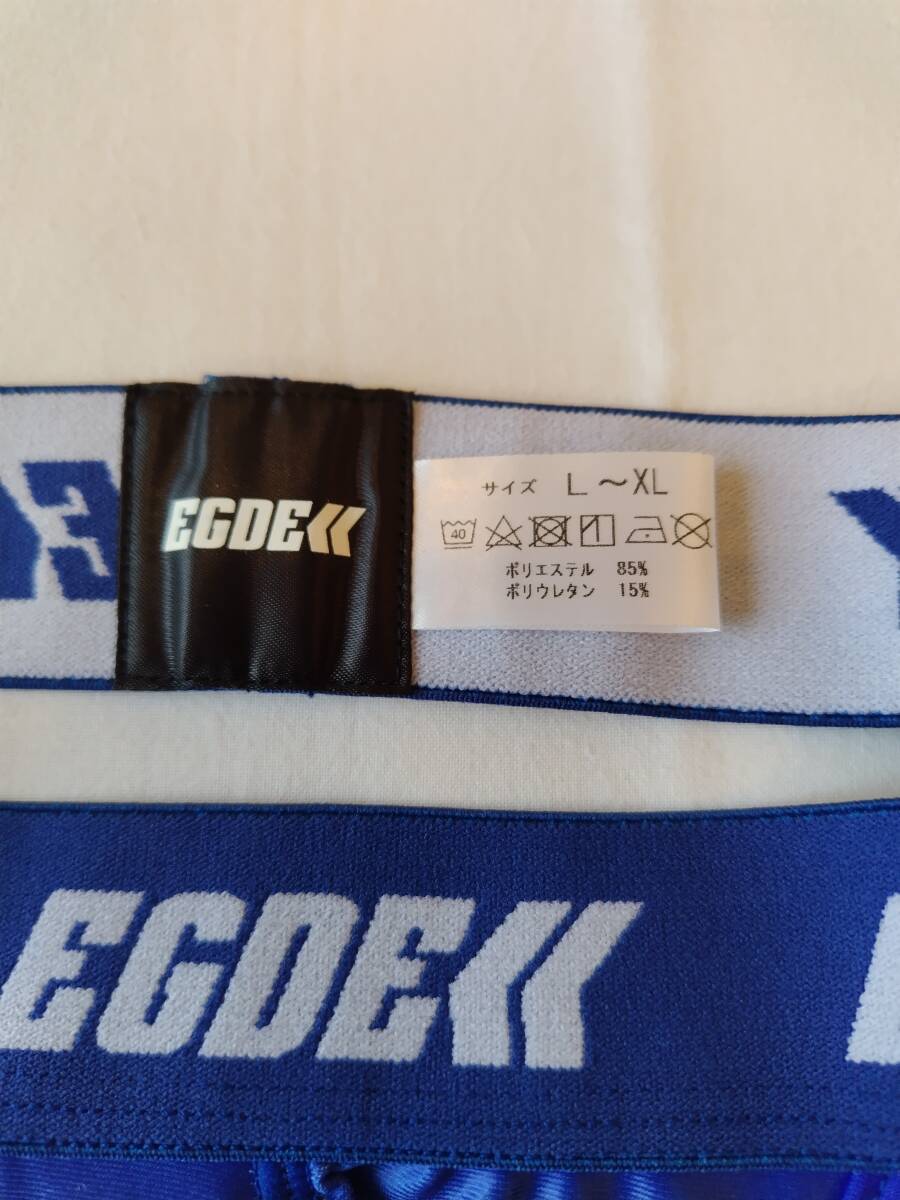 EGDE
サイズ L～XL
40
ポリエステル 85%
ポリウレタン 15%
EGDE